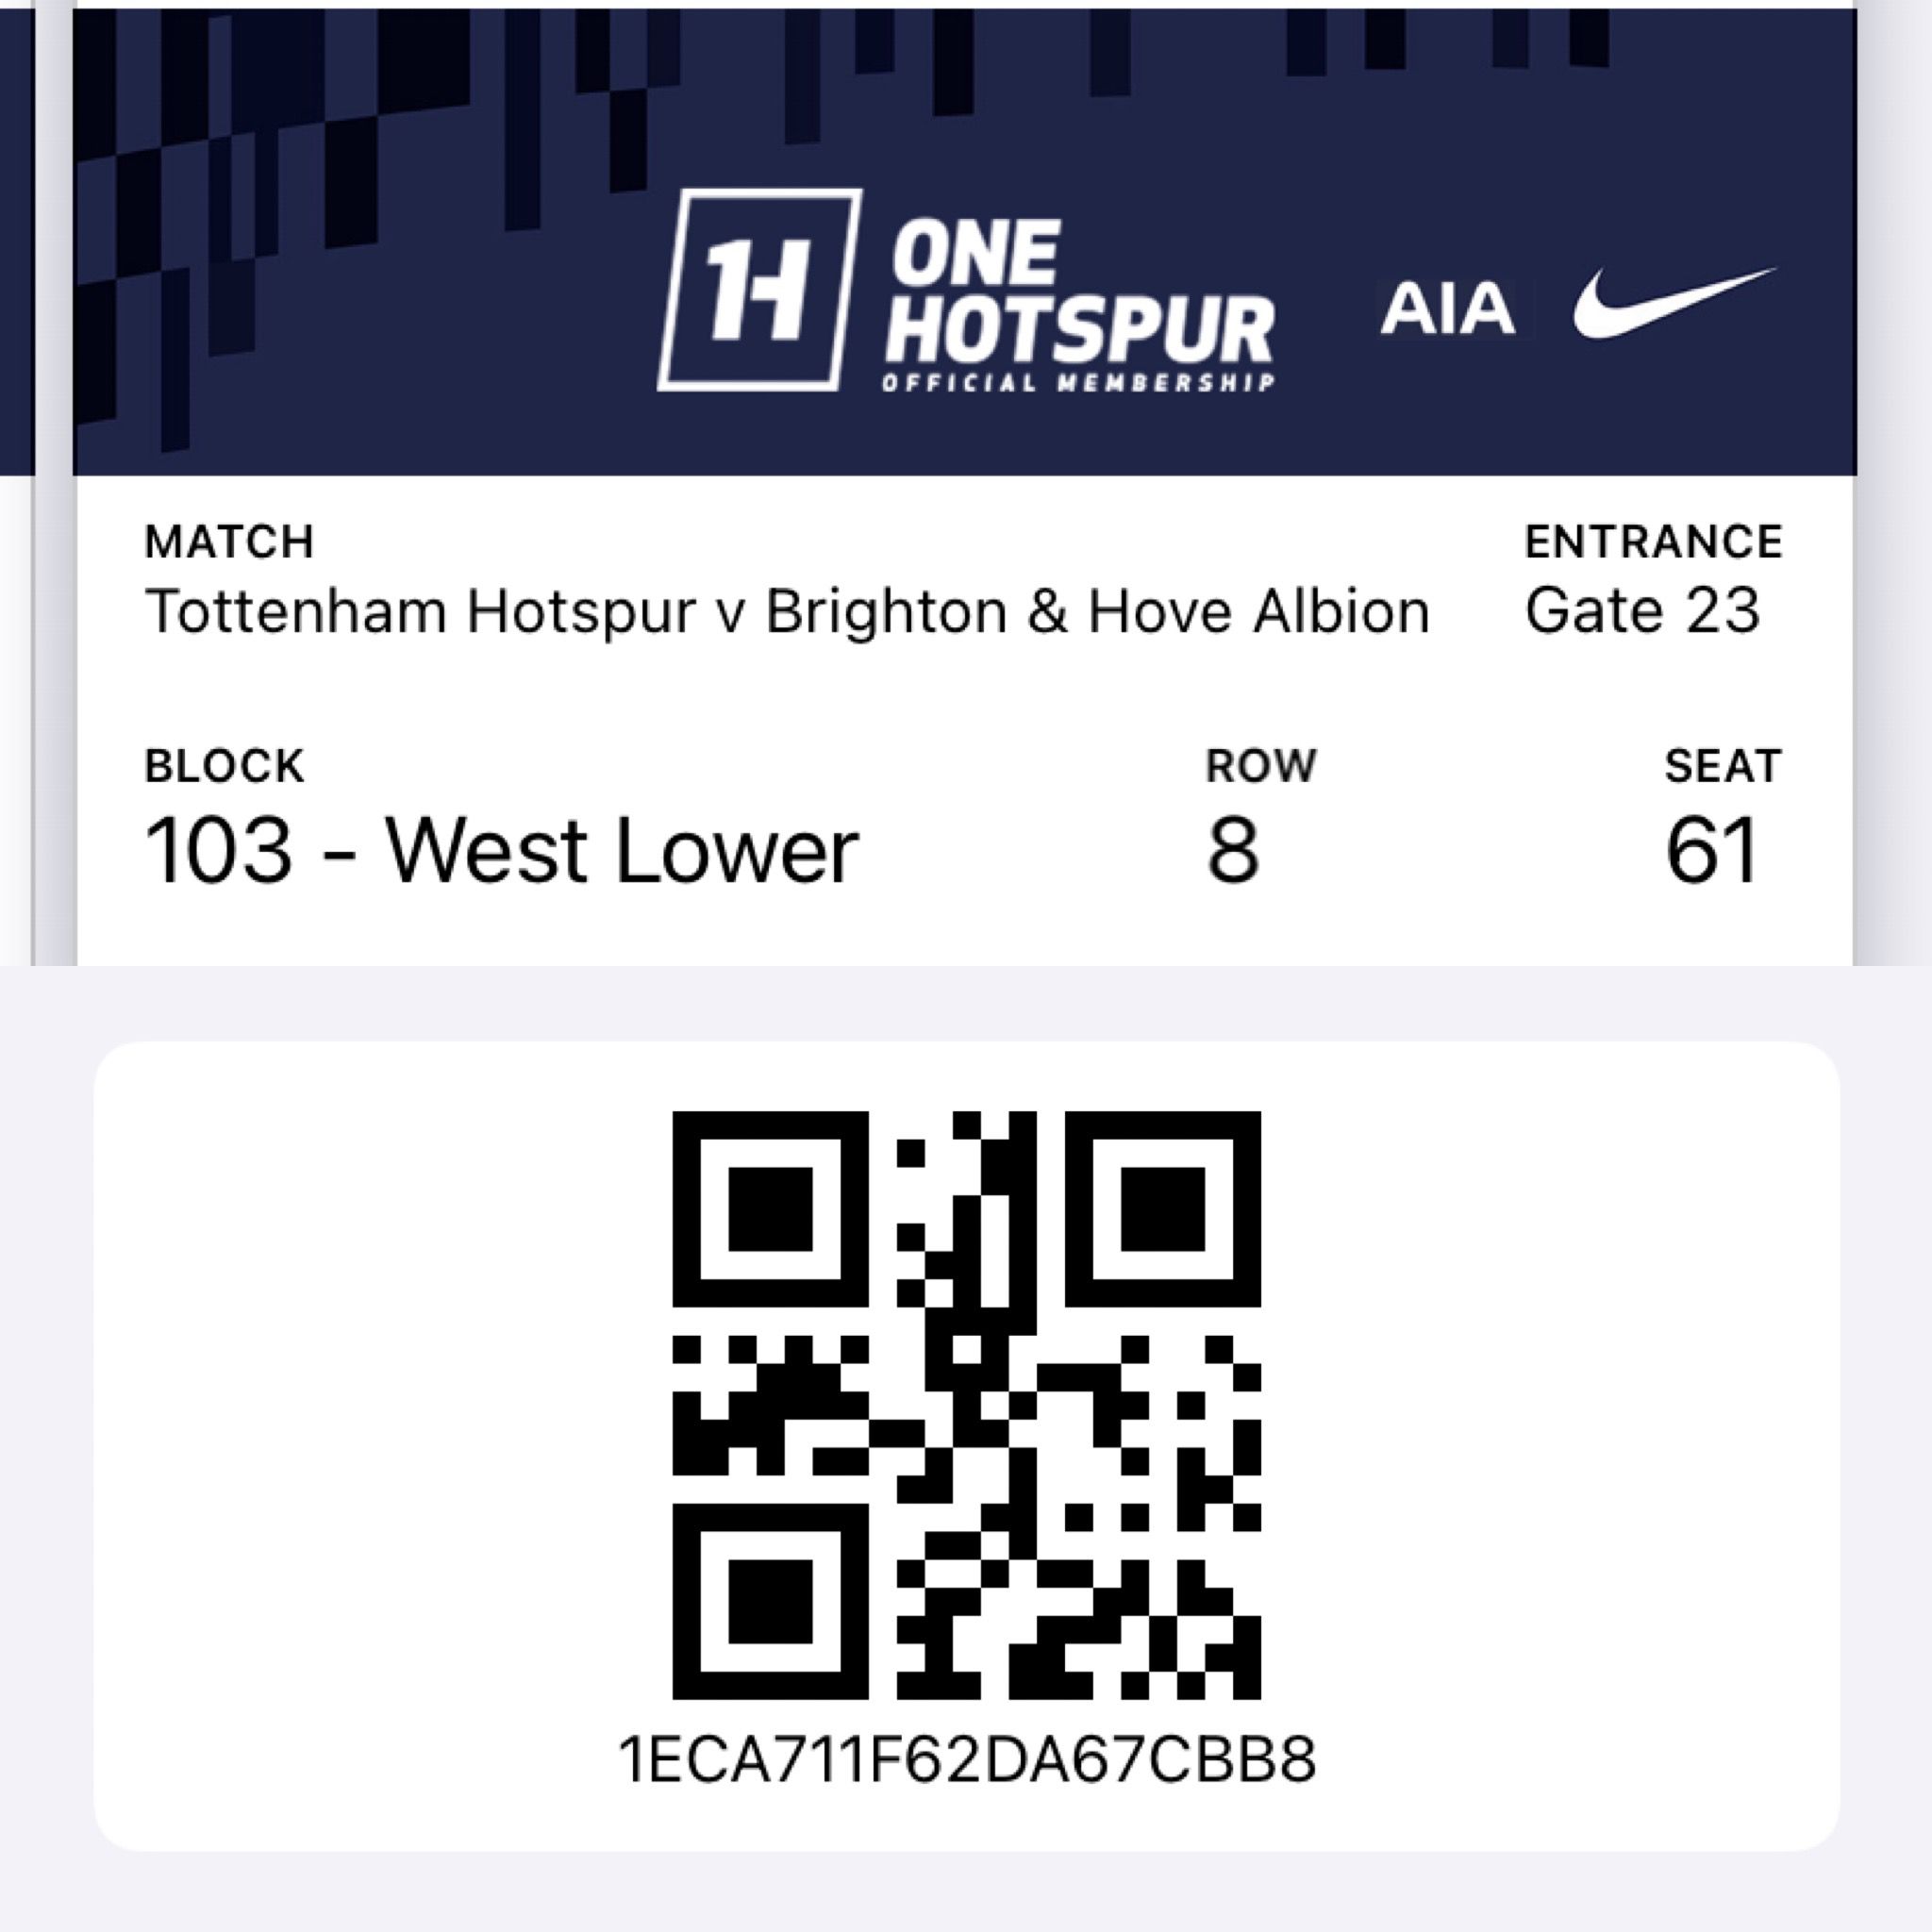 1H
ONE
HOTSPUR
OFFICIAL MEMBERSHIP
AIA
MATCH
ENTRANCE
Tottenham Hotspur v Brighton & Hove Albion
Gate 23
BLOCK
ROW
SEAT
103 - West Lower
8
61
1ECA711F62DA67CBB8